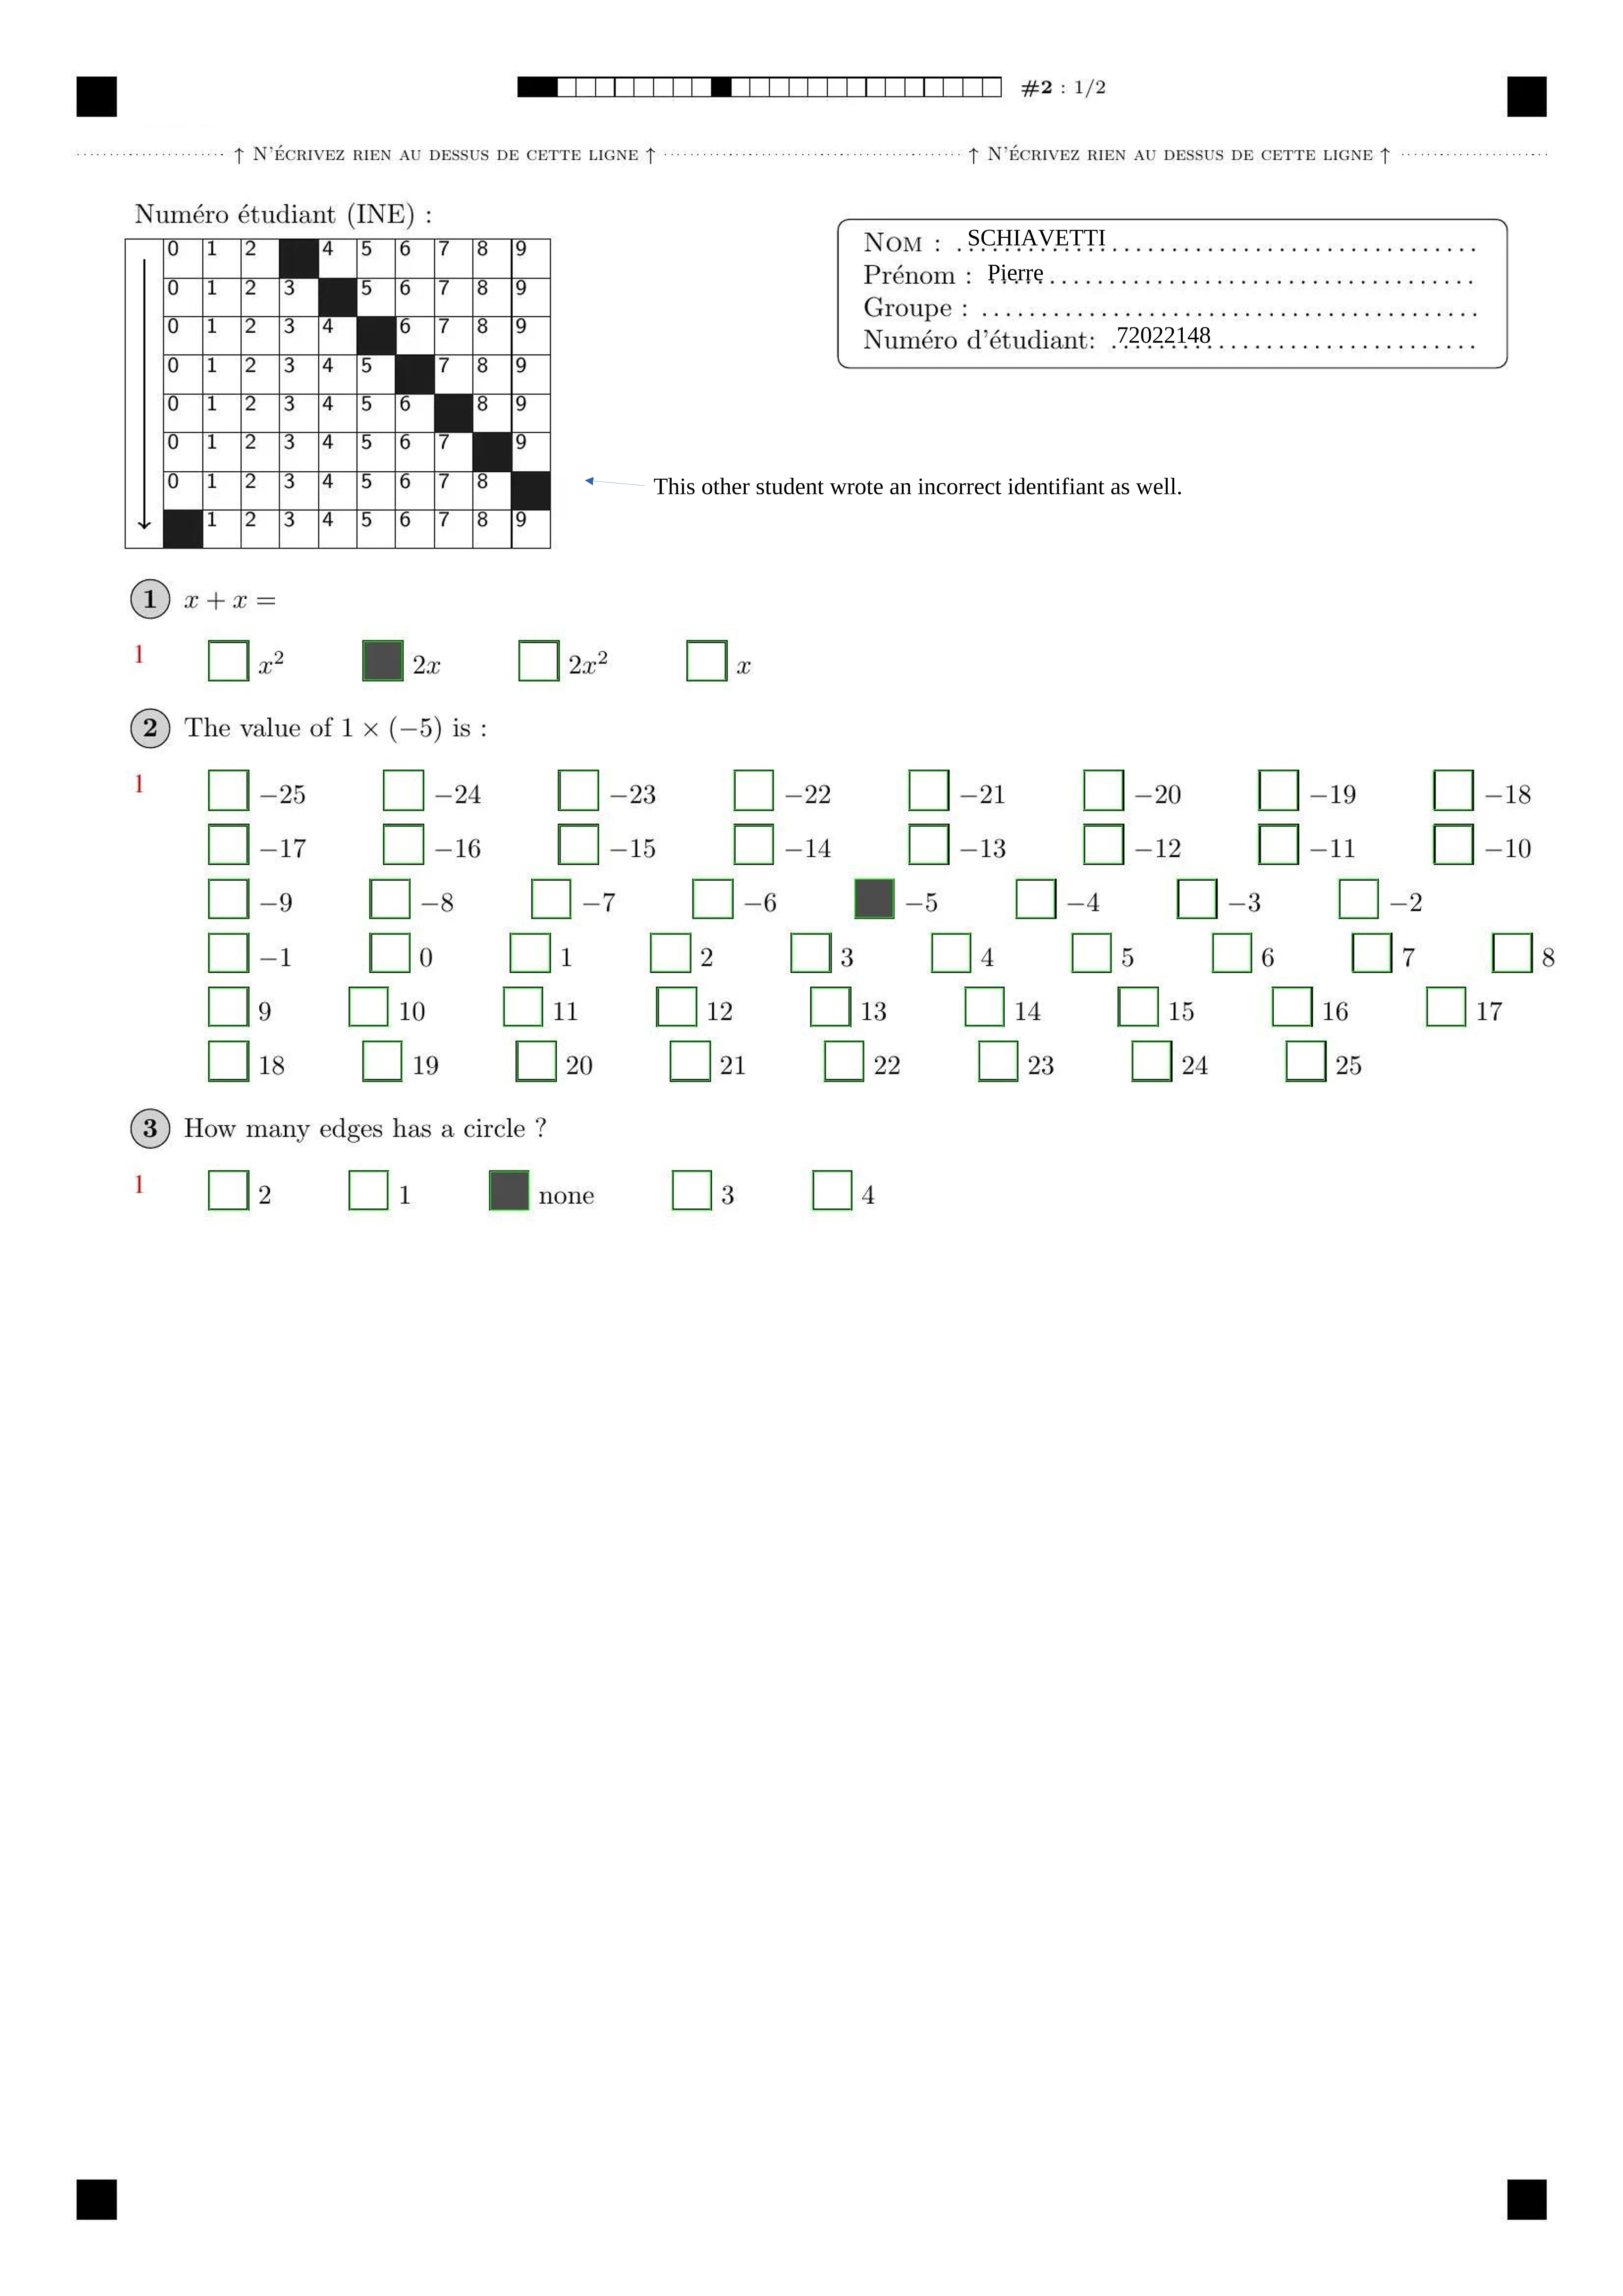 #2 : 1/2
↑ N'ÉCRIVEZ RIEN AU DESSUS DE CETTE LIGNE ↑ ↑ N'ÉCRIVEZ RIEN AU DESSUS DE CETTE LIGNE ↑
Numéro étudiant (INE) :
0 1 2 4 5 6 7 8 9
0 1 2 3 5 6 7 8 9
0 1 2 3 4 6 7 8 9
0 1 2 3 4 5 7 8 9
0 1 2 3 4 5 6 8 9
0 1 2 3 4 5 6 7 9
0 1 2 3 4 5 6 7 8
1 2 3 4 5 6 7 8 9
NOM : SCHIAVETTI
Prénom : Pierre
Groupe :
Numéro d'étudiant: 72022148
This other student wrote an incorrect identifiant as well.
1 x + x =
1 x² 2x 2x² x
2 The value of 1 × (−5) is :
1 −25 −24 −23 −22 −21 −20 −19 −18
−17 −16 −15 −14 −13 −12 −11 −10
−9 −8 −7 −6 −5 −4 −3 −2
−1 0 1 2 3 4 5 6 7 8
9 10 11 12 13 14 15 16 17
18 19 20 21 22 23 24 25
3 How many edges has a circle ?
1 2 1 none 3 4